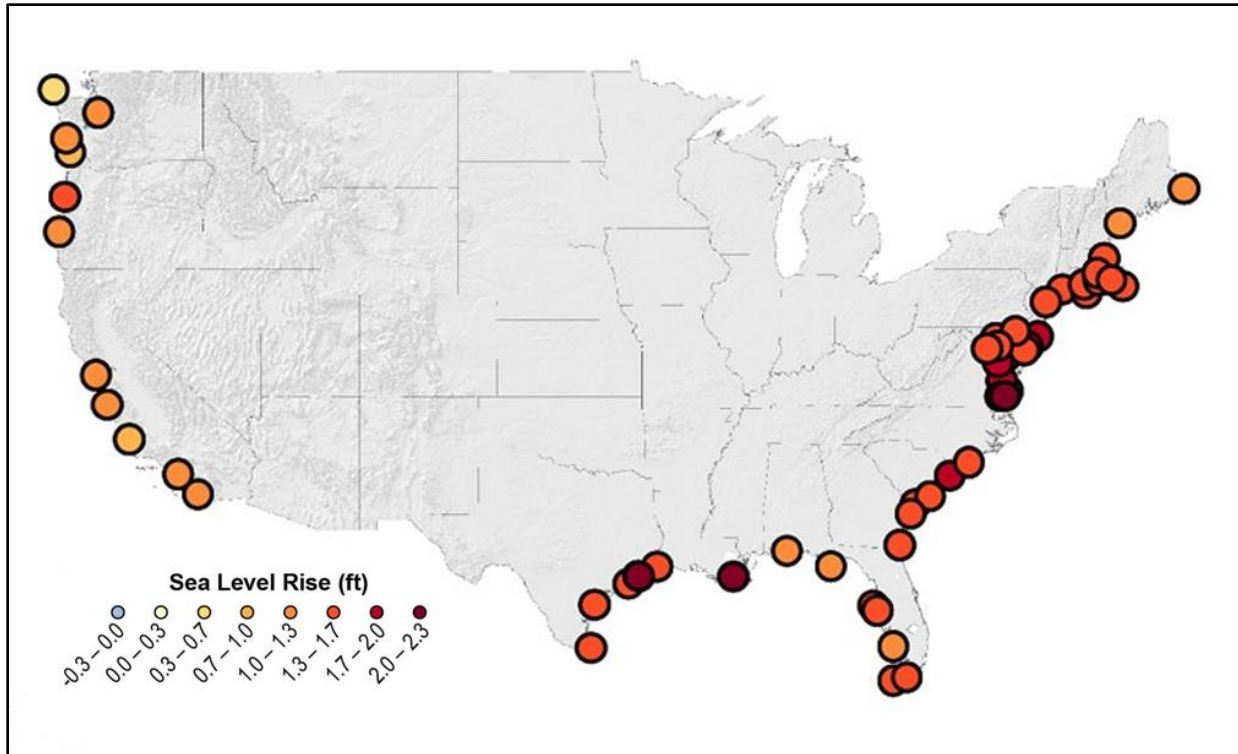 Sea Level Rise (ft)
-0.3 – 0.0
0.0 – 0.3
0.3 – 0.7
0.7 – 1.0
1.0 – 1.3
1.3 – 1.7
1.7 – 2.0
2.0 – 2.3